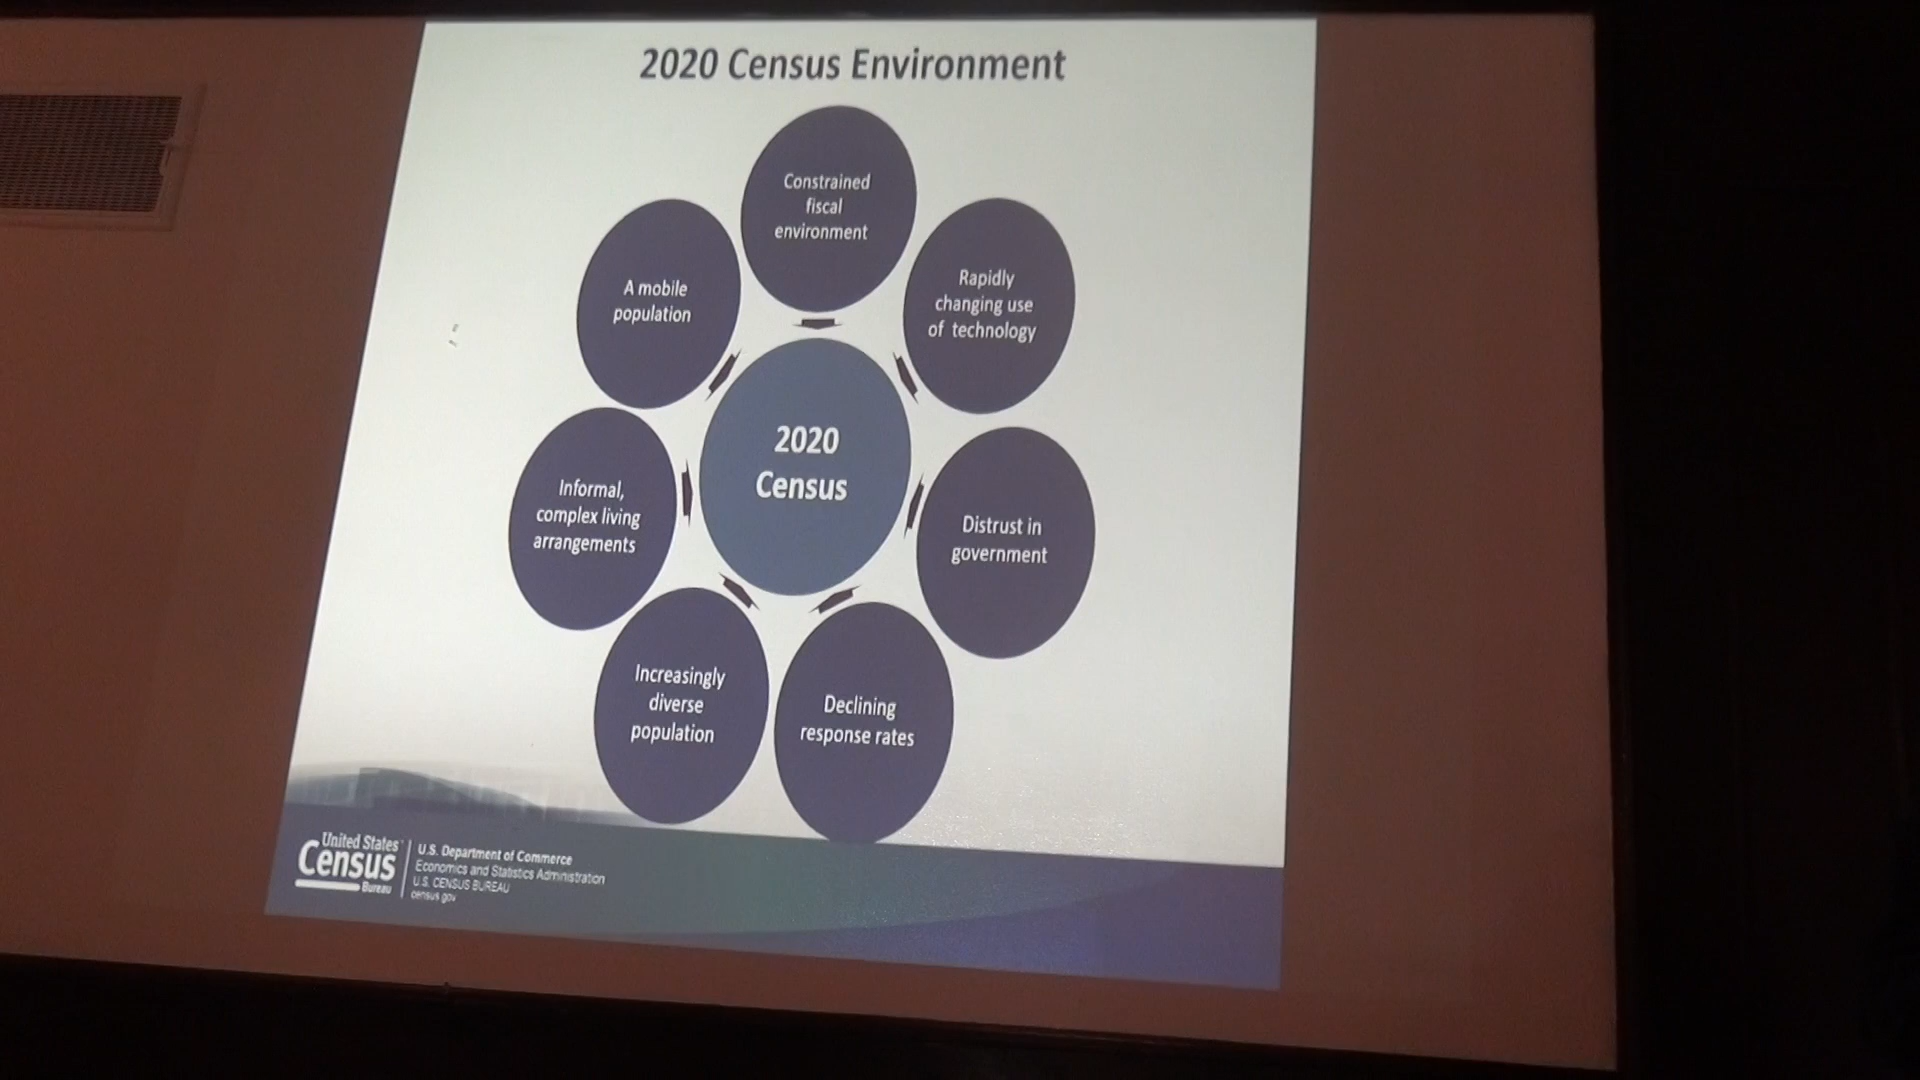 2020 Census Environment
Constrained
fiscal
environment
Rapidly
changing use
of technology
Distrust in
government
Declining
response rates
Increasingly
diverse
population
Informal,
complex living
arrangements
A mobile
population
2020
Census
United States
Census
Bureau
U.S. Department of Commerce
Economics and Statistics Administration
U.S. CENSUS BUREAU
census.gov